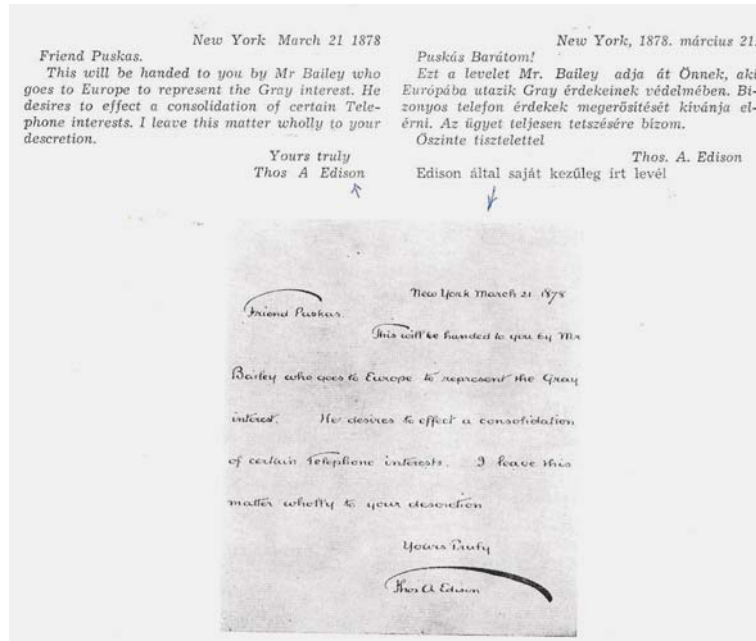 New York March 21 1878
Friend Puskas.
This will be handed to you by Mr Bailey who
goes to Europe to represent the Gray interest. He
desires to effect a consolidation of certain Tele-
phone interests. I leave this matter wholly to your
descretion.
Yours truly
Thos A Edison
New York, 1878. március 21.
Puskás Barátom!
Ezt a levelet Mr. Bailey adja át Önnek, aki
Európába utazik Gray érdekeinek védelmében. Bi-
zonyos telefon érdekek megerősitését kivánja el-
érni. Az ügyet teljesen tetszésére bizom.
Őszinte tisztelettel
Thos. A. Edison
Edison által saját kezűleg irt levél
New York March 21 1878
Friend Puskas.
This will be handed to you by Mr
Bailey who goes to Europe to represent the Gray
interest. He desires to effect a consolidation
of certain Telephone interests. I leave this
matter wholly to your descretion
Yours Truly
Thos A Edison